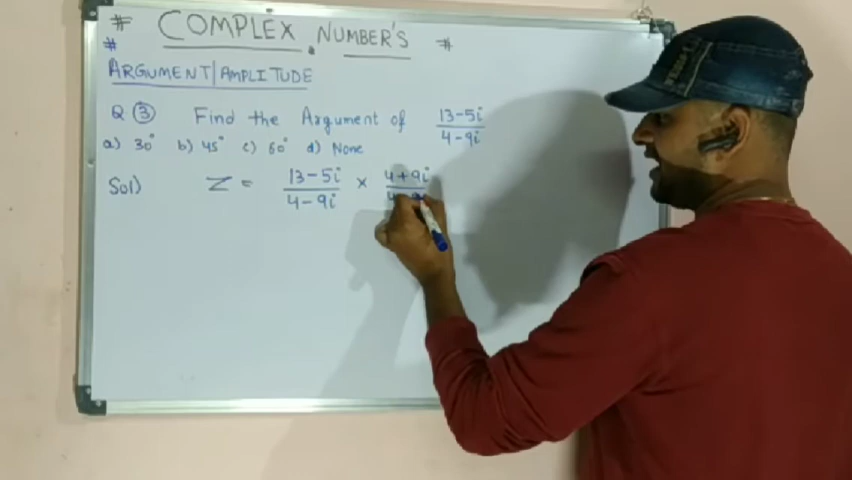 # COMPLEX NUMBER'S #
#
ARGUMENT|AMPLITUDE
Q ③ Find the Argument of 13-5i / 4-9i
a) 30° b) 45° c) 60° d) None
Sol) Z = 13-5i / 4-9i × 4+9i / 4